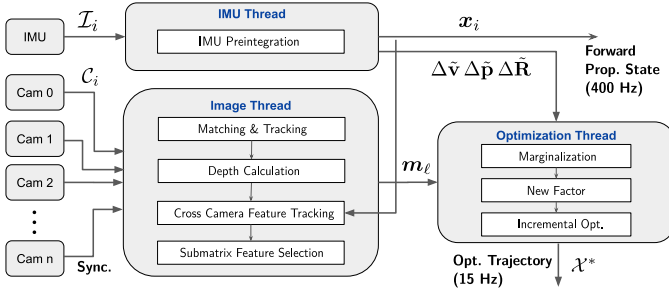 IMU
𝓘ᵢ
IMU Thread
IMU Preintegration
𝒙ᵢ
Forward
Prop. State
(400 Hz)
Δṽ Δp̃ ΔR̃
Cam 0
𝒞ᵢ
Cam 1
Cam 2
Cam n
Sync.
Image Thread
Matching & Tracking
Depth Calculation
Cross Camera Feature Tracking
Submatrix Feature Selection
𝒎_ℓ
Optimization Thread
Marginalization
New Factor
Incremental Opt.
Opt. Trajectory
(15 Hz)
𝒳*